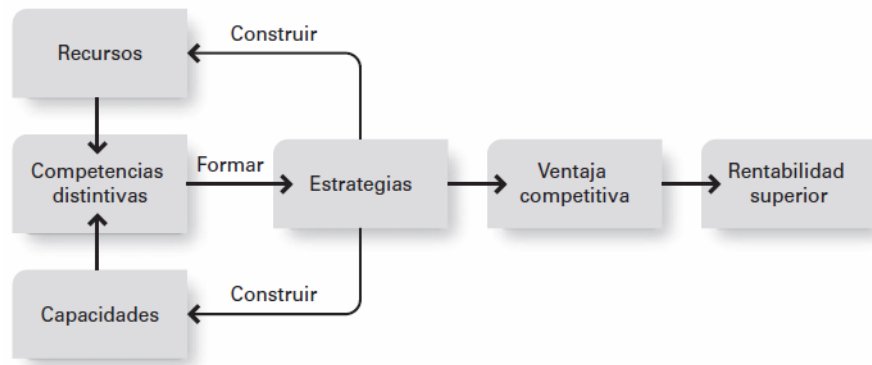 Recursos
Construir
Competencias
distintivas
Formar
Estrategias
Ventaja
competitiva
Rentabilidad
superior
Capacidades
Construir